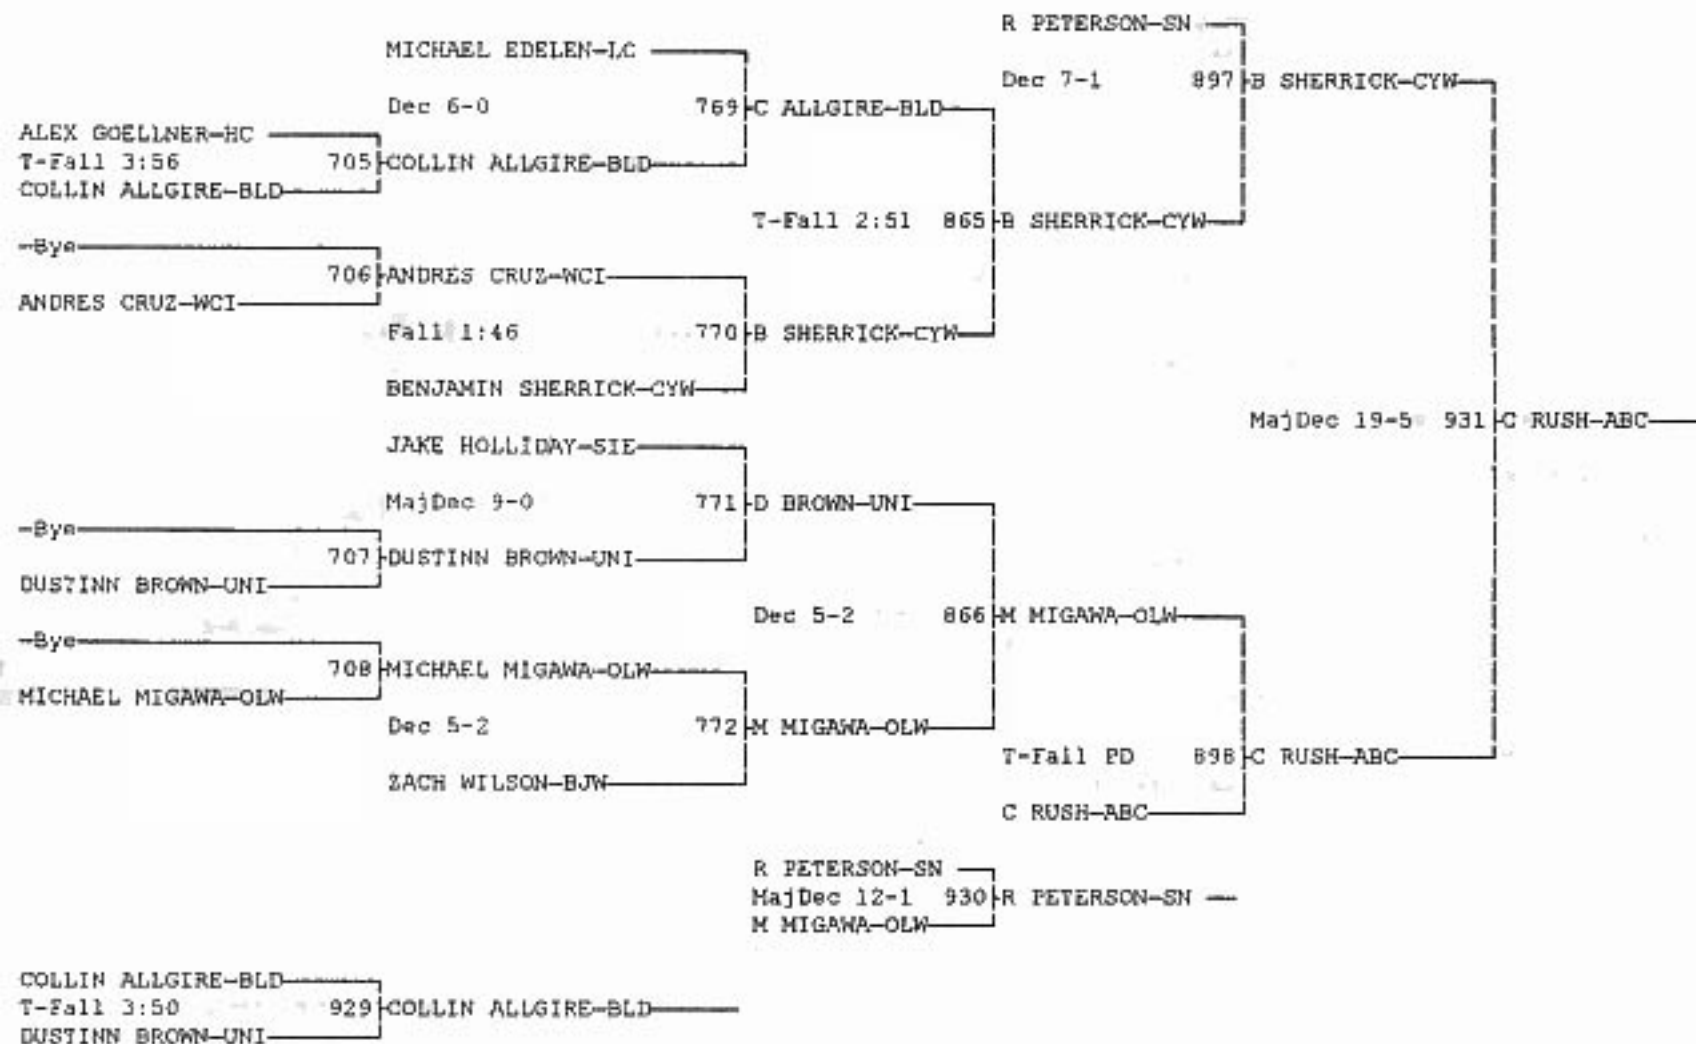 R PETERSON-SN
MICHAEL EDELEN-LC
Dec 7-1 897 B SHERRICK-CYW
Dec 6-0 769 C ALLGIRE-BLD
ALEX GOELLNER-HC
T-Fall 3:56 705 COLLIN ALLGIRE-BLD
COLLIN ALLGIRE-BLD
T-Fall 2:51 865 B SHERRICK-CYW
-Bye
706 ANDRES CRUZ-WCI
ANDRES CRUZ-WCI
Fall 1:46 770 B SHERRICK-CYW
BENJAMIN SHERRICK-CYW
MajDec 19-5 931 C RUSH-ABC
JAKE HOLLIDAY-SIE
MajDec 9-0 771 D BROWN-UNI
-Bye
707 DUSTINN BROWN-UNI
DUSTINN BROWN-UNI
Dec 5-2 866 M MIGAWA-OLW
-Bye
708 MICHAEL MIGAWA-OLW
MICHAEL MIGAWA-OLW
Dec 5-2 772 M MIGAWA-OLW
T-Fall PD 898 C RUSH-ABC
ZACH WILSON-BJW
C RUSH-ABC
R PETERSON-SN
MajDec 12-1 930 R PETERSON-SN
M MIGAWA-OLW
COLLIN ALLGIRE-BLD
T-Fall 3:50 929 COLLIN ALLGIRE-BLD
DUSTINN BROWN-UNI